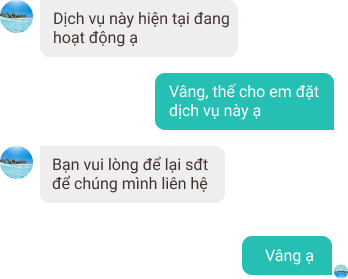 Dịch vụ này hiện tại đang
hoạt động ạ
Vâng, thế cho em đặt
dịch vụ này ạ
Bạn vui lòng để lại sđt
để chúng mình liên hệ
Vâng ạ